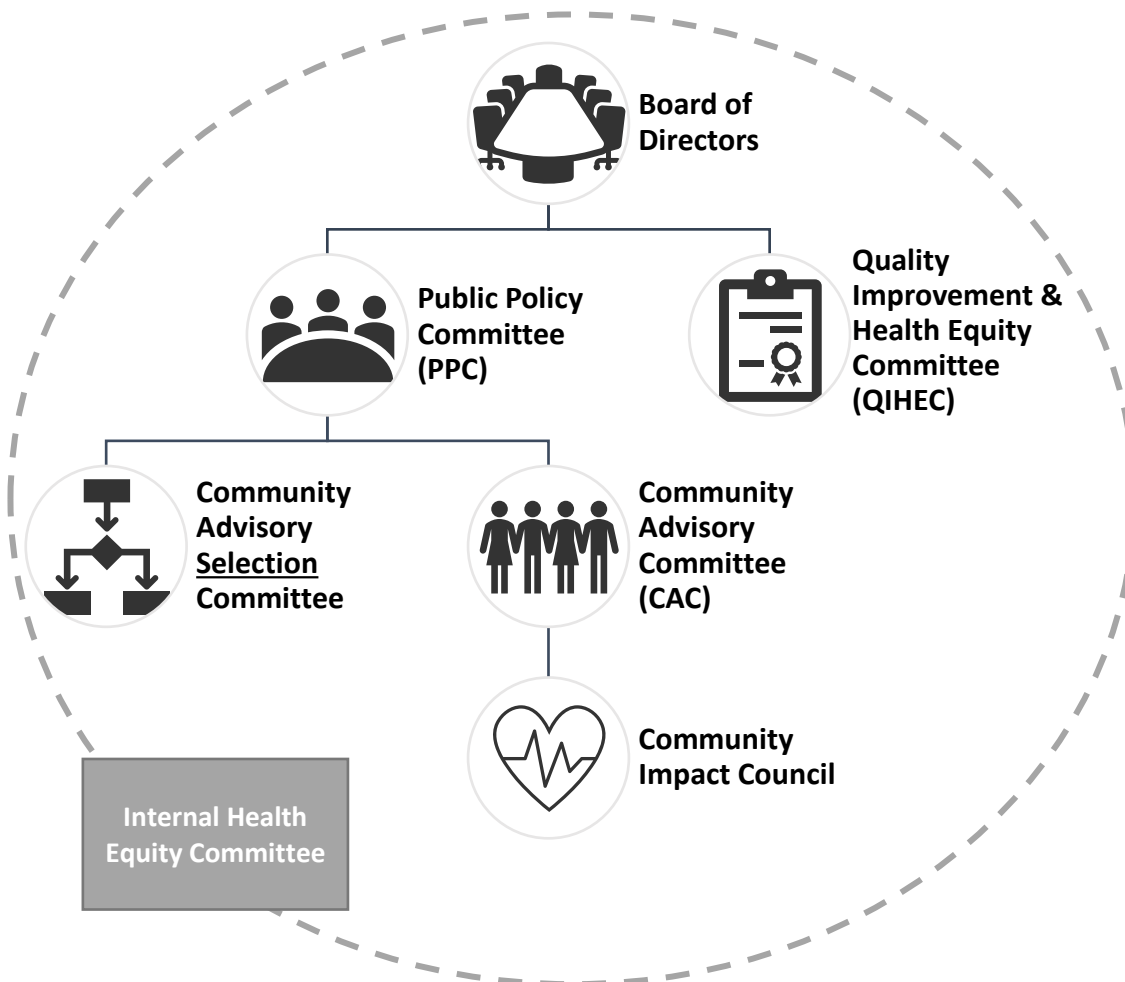 Board of
Directors
Public Policy
Committee
(PPC)
Quality
Improvement &
Health Equity
Committee
(QIHEC)
Community
Advisory
Selection
Committee
Community
Advisory
Committee
(CAC)
Community
Impact Council
Internal Health
Equity Committee